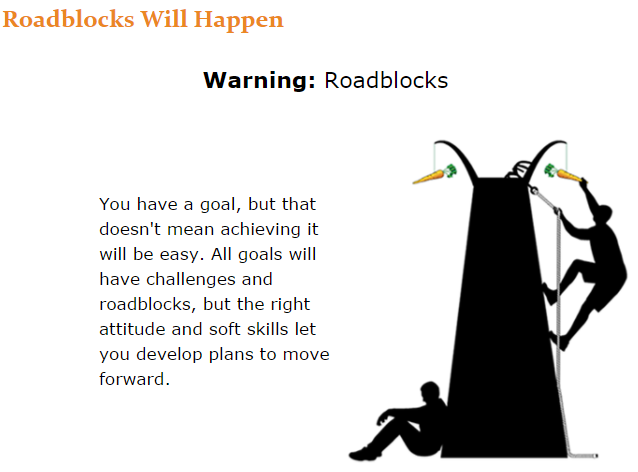 Roadblocks Will Happen
Warning: Roadblocks
You have a goal, but that
doesn't mean achieving it
will be easy. All goals will
have challenges and
roadblocks, but the right
attitude and soft skills let
you develop plans to move
forward.